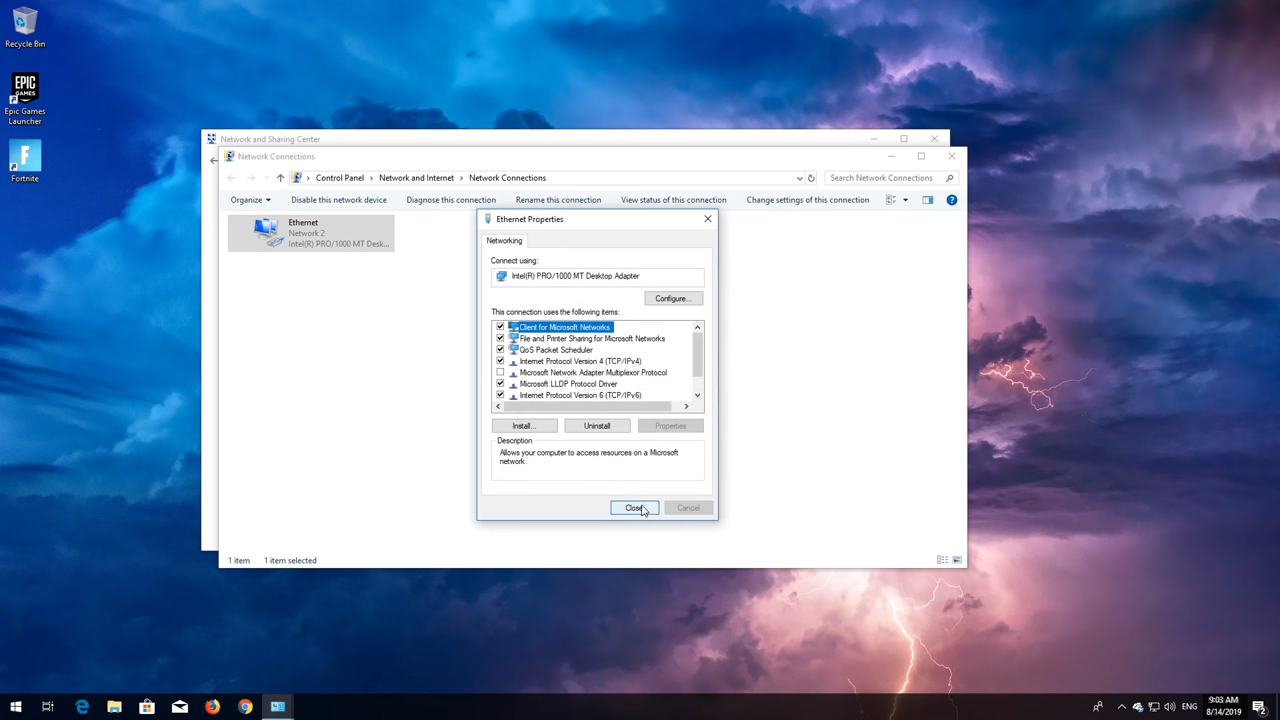 Recycle Bin
EPIC
GAMES
Epic Games
Launcher
F
Fortnite
Network and Sharing Center
Network Connections
Control Panel > Network and Internet > Network Connections
Search Network Connections
Organize
Disable this network device
Diagnose this connection
Rename this connection
View status of this connection
Change settings of this connection
Ethernet
Network 2
Intel(R) PRO/1000 MT Desk...
Ethernet Properties
Networking
Connect using:
Intel(R) PRO/1000 MT Desktop Adapter
Configure...
This connection uses the following items:
Client for Microsoft Networks
File and Printer Sharing for Microsoft Networks
QoS Packet Scheduler
Internet Protocol Version 4 (TCP/IPv4)
Microsoft Network Adapter Multiplexor Protocol
Microsoft LLDP Protocol Driver
Internet Protocol Version 6 (TCP/IPv6)
Install...
Uninstall
Properties
Description
Allows your computer to access resources on a Microsoft
network.
Close
Cancel
1 item
1 item selected
ENG
9:03 AM
8/14/2019
2